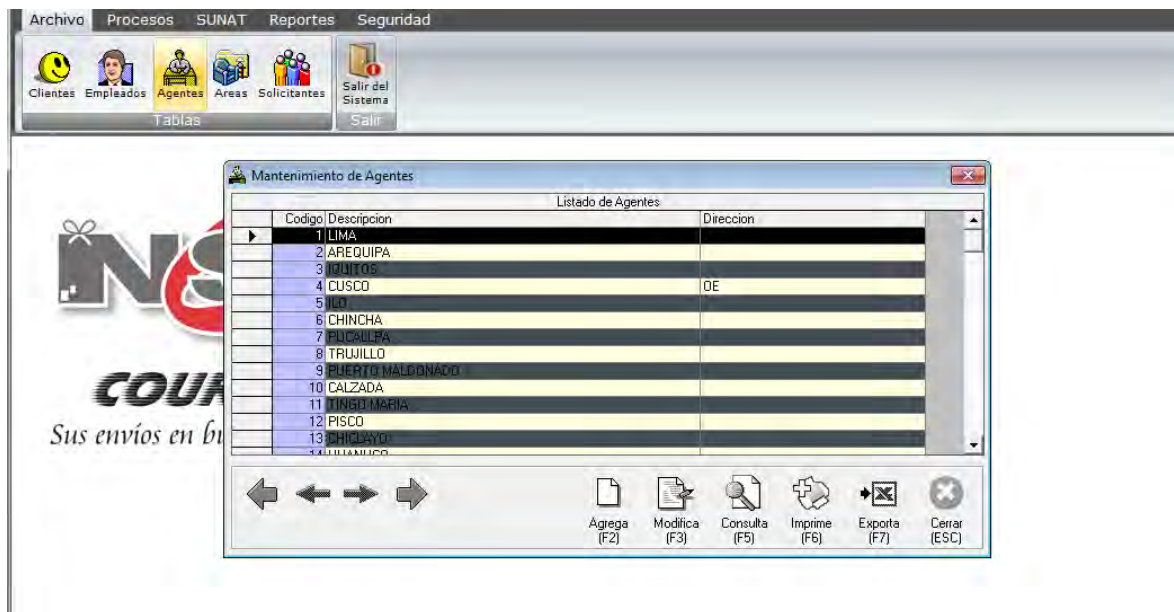 Archivo Procesos SUNAT Reportes Seguridad
Clientes Empleados Agentes Areas Solicitantes Salir del Sistema
Tablas Salir
Mantenimiento de Agentes
Listado de Agentes
Codigo Descripcion Direccion
1 LIMA
2 AREQUIPA
3 IQUITOS
4 CUSCO OE
5 ILO
6 CHINCHA
7 PUCALLPA
8 TRUJILLO
9 PUERTO MALDONADO
10 CALZADA
11 TINGO MARIA
12 PISCO
13 CHICLAYO
14 HUANUCO
COUR
Sus envíos en bu
Agrega (F2) Modifica (F3) Consulta (F5) Imprime (F6) Exporta (F7) Cerrar (ESC)